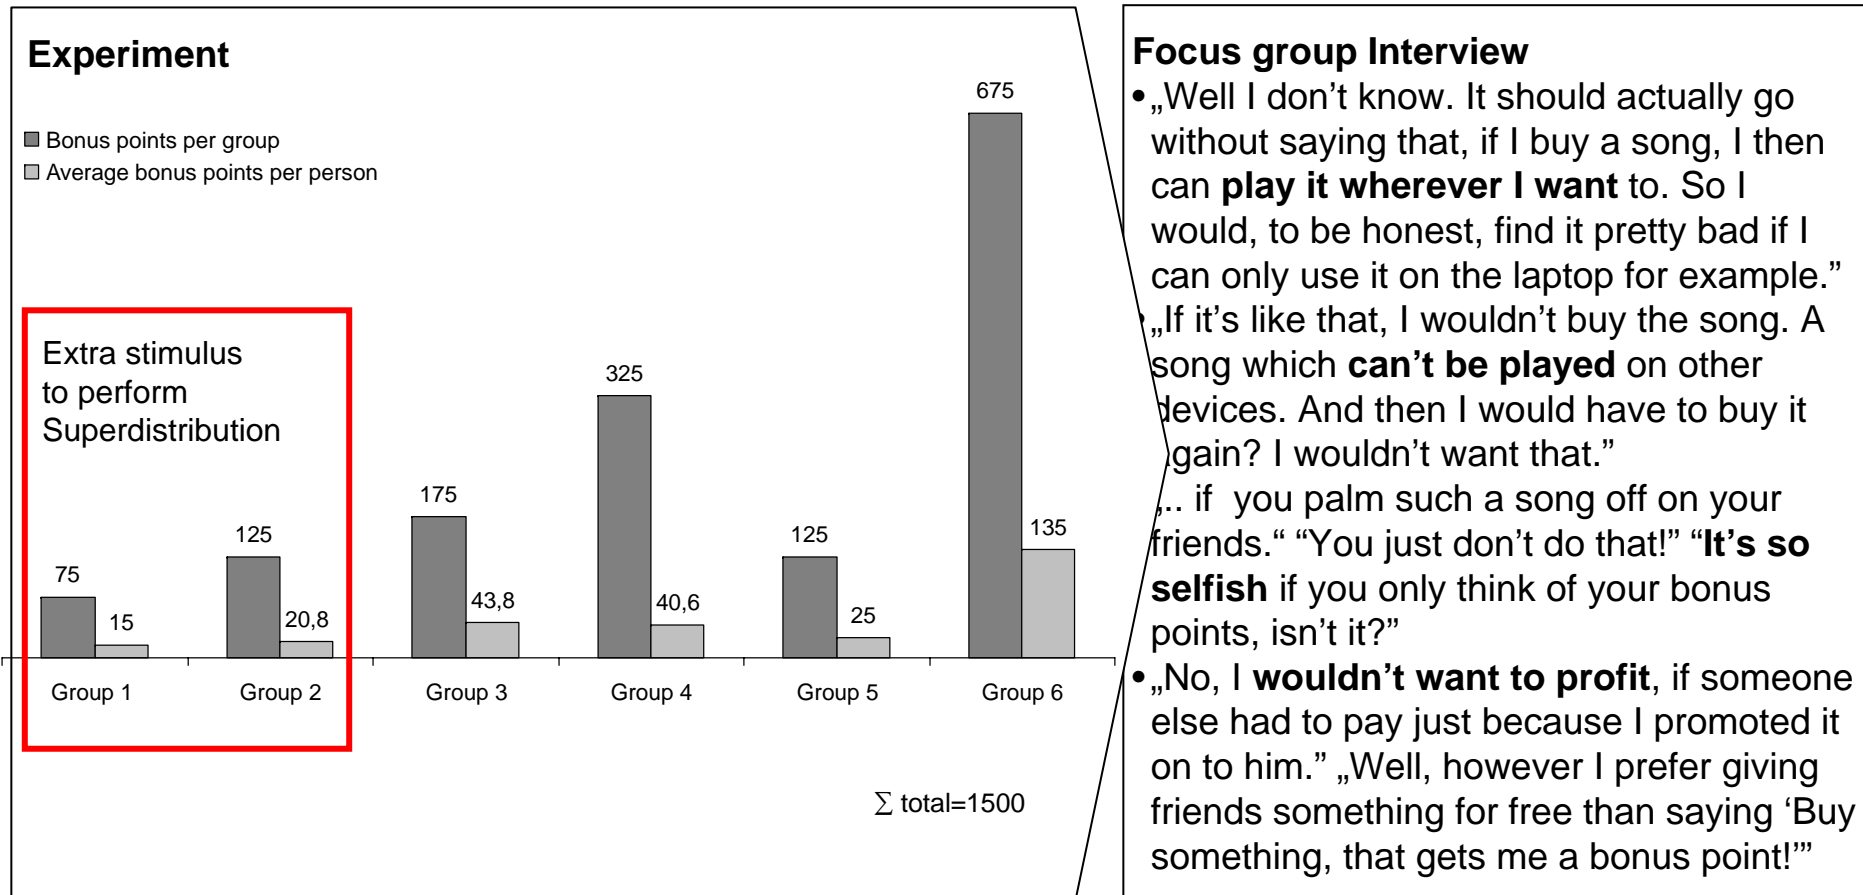 Experiment
Bonus points per group
Average bonus points per person
Extra stimulus
to perform
Superdistribution
75
15
125
20,8
175
43,8
325
40,6
125
25
675
135
Group 1
Group 2
Group 3
Group 4
Group 5
Group 6
∑ total=1500
Focus group Interview
•„Well I don’t know. It should actually go
without saying that, if I buy a song, I then
can play it wherever I want to. So I
would, to be honest, find it pretty bad if I
can only use it on the laptop for example.”
•„If it’s like that, I wouldn’t buy the song. A
song which can’t be played on other
devices. And then I would have to buy it
again? I wouldn’t want that.”
„.. if you palm such a song off on your
friends.“ “You just don’t do that!” “It’s so
selfish if you only think of your bonus
points, isn’t it?”
•„No, I wouldn’t want to profit, if someone
else had to pay just because I promoted it
on to him.” „Well, however I prefer giving
friends something for free than saying ‘Buy
something, that gets me a bonus point!’”